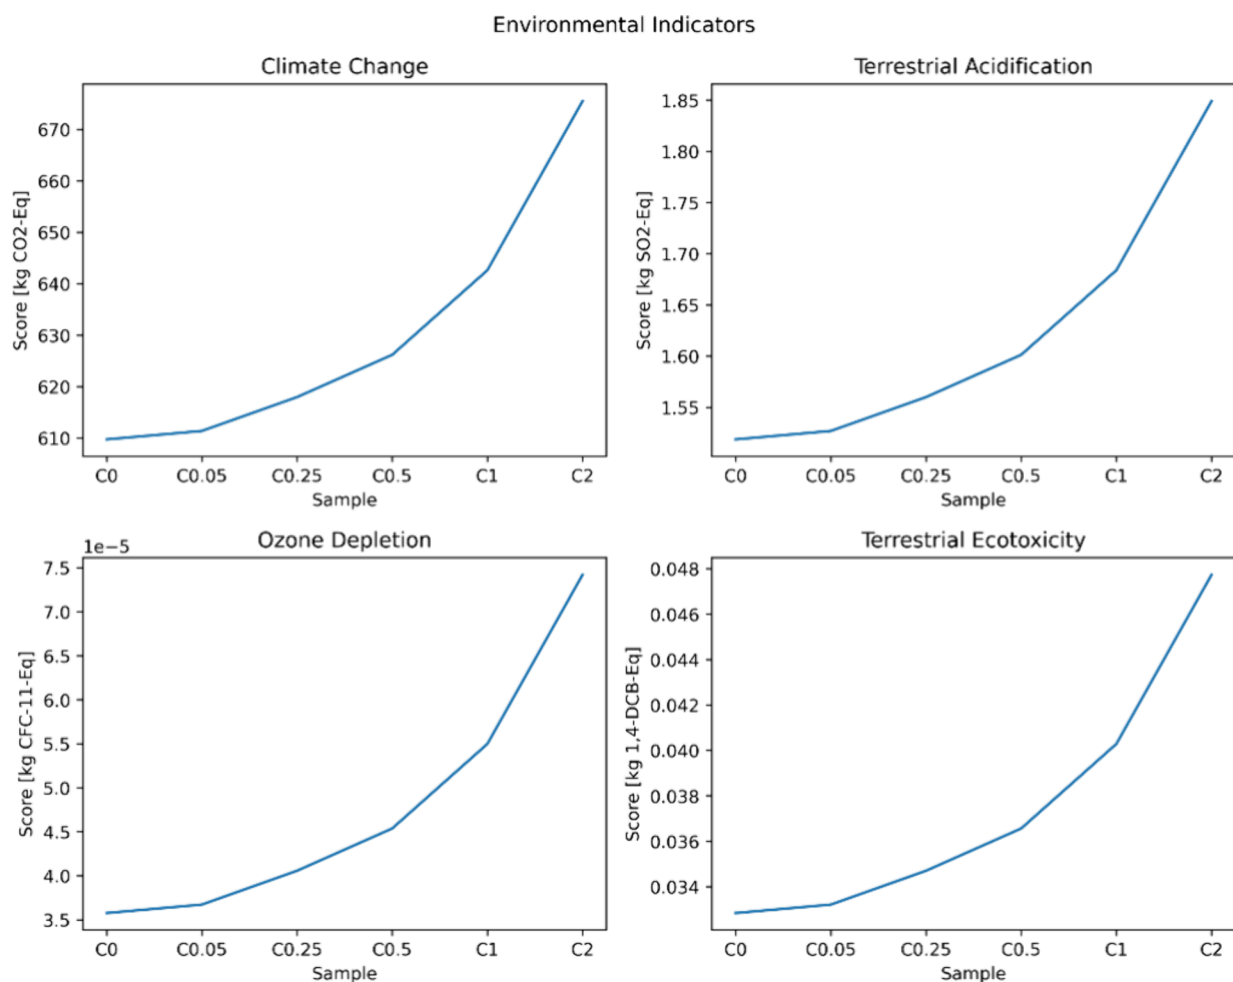 Environmental Indicators
Climate Change
Score [kg CO2-Eq]
670
660
650
640
630
620
610
C0 C0.05 C0.25 C0.5 C1 C2
Sample
Terrestrial Acidification
Score [kg SO2-Eq]
1.85
1.80
1.75
1.70
1.65
1.60
1.55
C0 C0.05 C0.25 C0.5 C1 C2
Sample
Ozone Depletion
1e−5
Score [kg CFC-11-Eq]
7.5
7.0
6.5
6.0
5.5
5.0
4.5
4.0
3.5
C0 C0.05 C0.25 C0.5 C1 C2
Sample
Terrestrial Ecotoxicity
Score [kg 1,4-DCB-Eq]
0.048
0.046
0.044
0.042
0.040
0.038
0.036
0.034
C0 C0.05 C0.25 C0.5 C1 C2
Sample